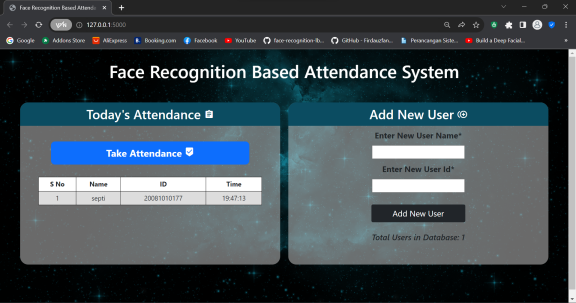 Face Recognition Based Attenda
127.0.0.1:5000
Google
Addons Store
AliExpress
Booking.com
Facebook
YouTube
face-recognition-lb...
GitHub - Firdauzfan...
Perancangan Siste...
Build a Deep Facial...
Face Recognition Based Attendance System
Today's Attendance
Take Attendance
S No Name ID Time
1 septi 20081010177 19:47:13
Add New User
Enter New User Name*
Enter New User Id*
Add New User
Total Users in Database: 1